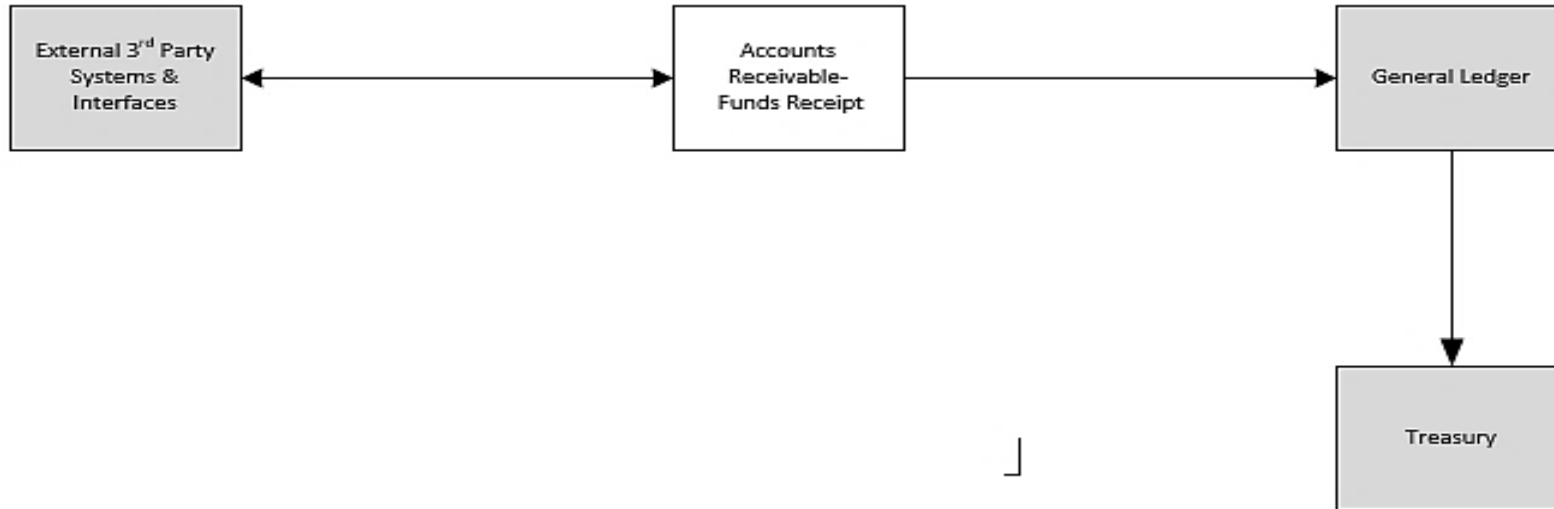 External 3rd Party
Systems &
Interfaces
Accounts
Receivable-
Funds Receipt
General Ledger
Treasury